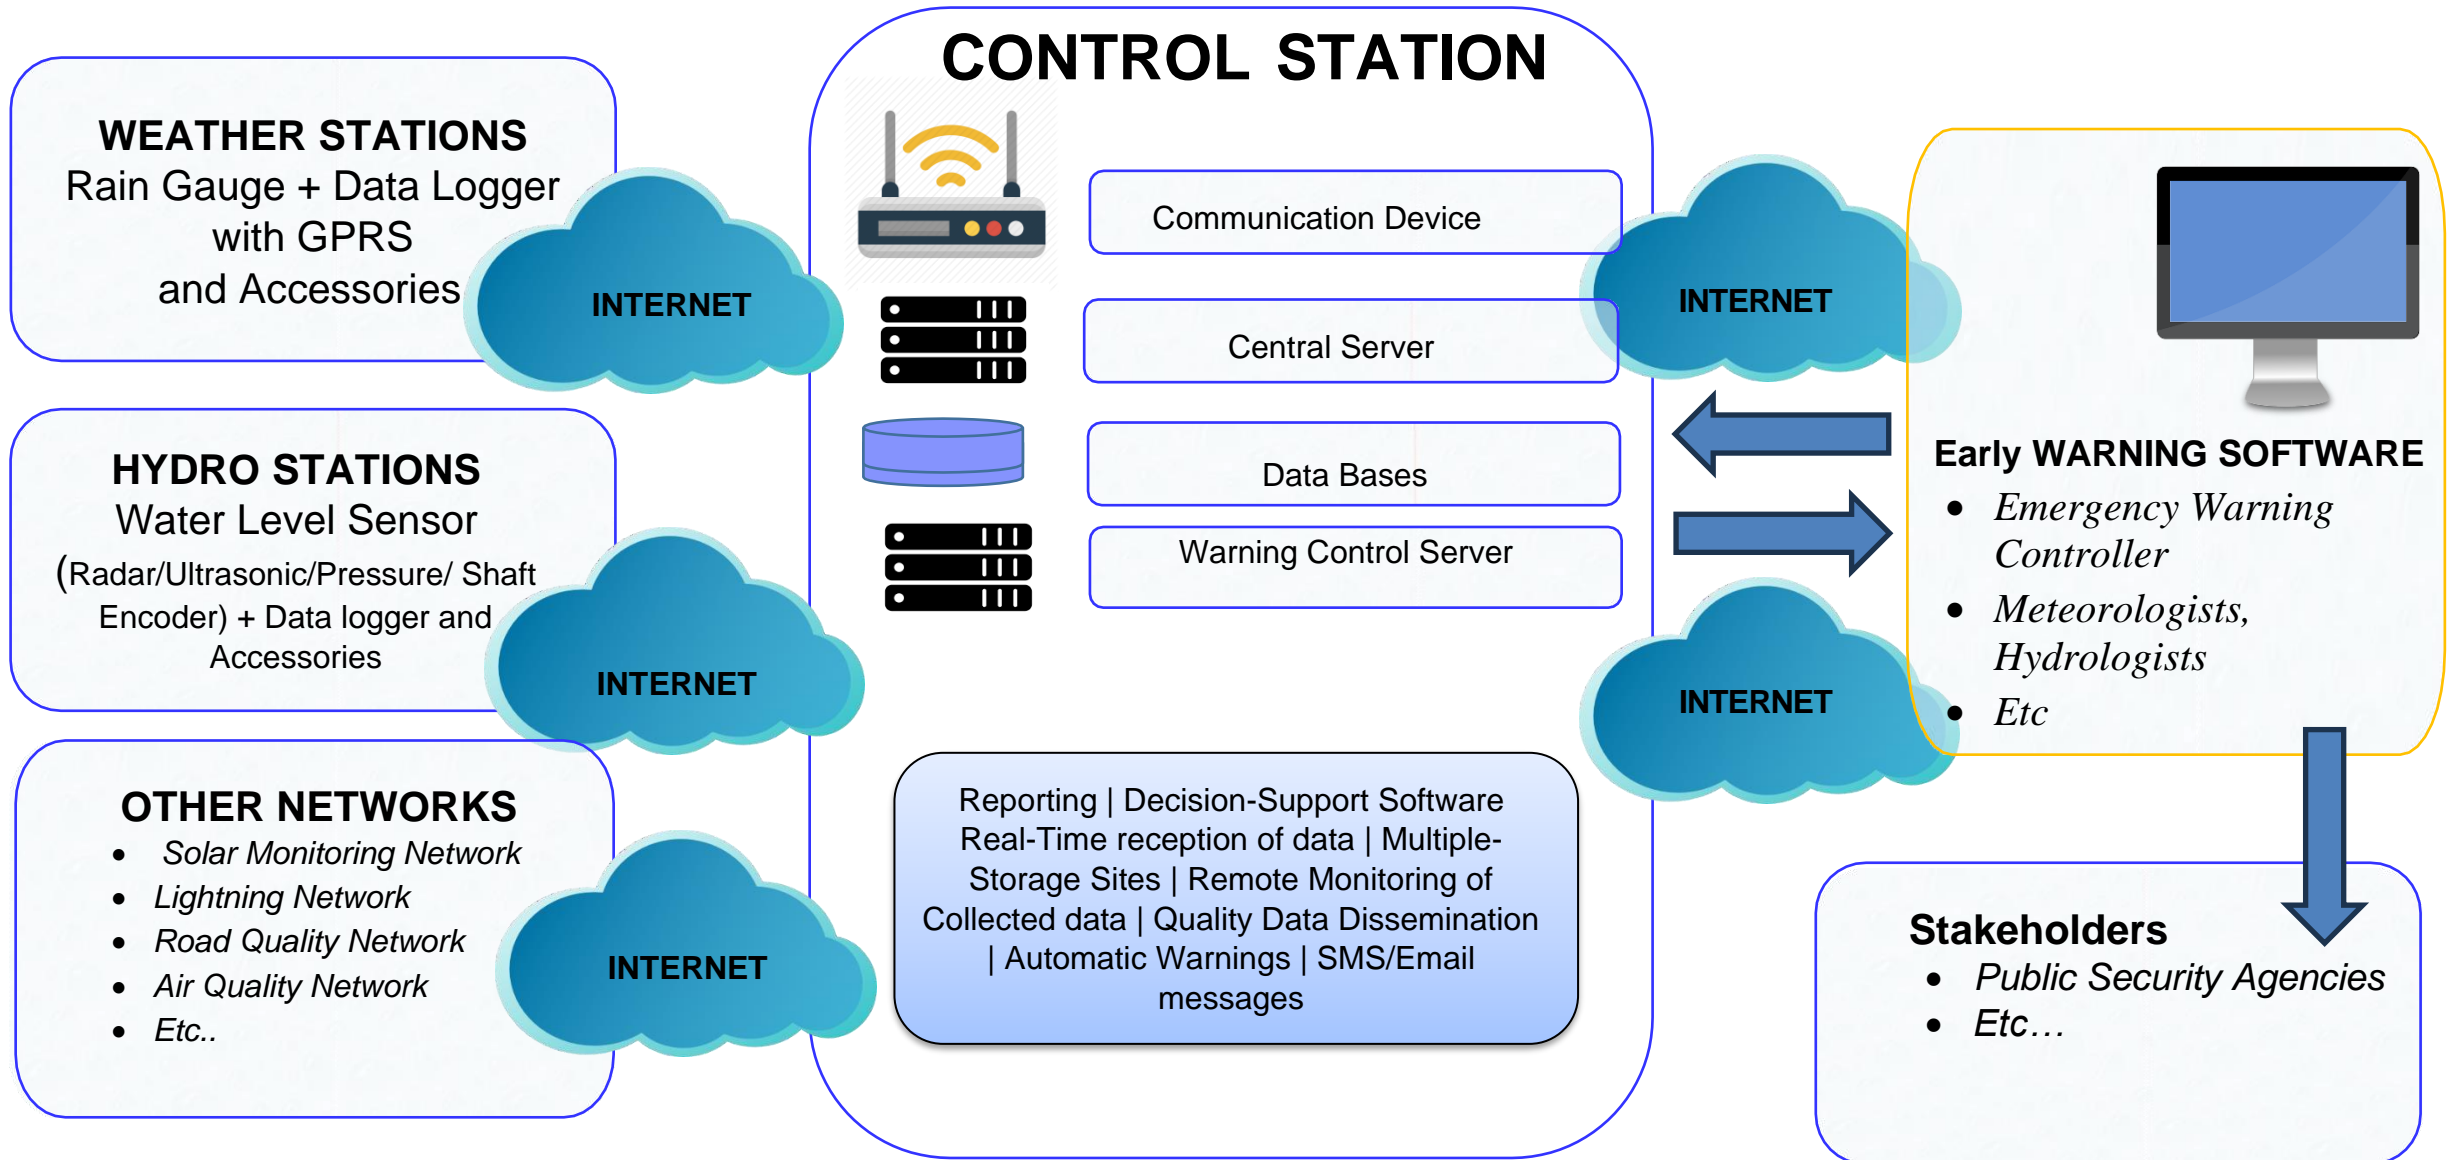 CONTROL STATION
WEATHER STATIONS
Rain Gauge + Data Logger
with GPRS
and Accessories
INTERNET
HYDRO STATIONS
Water Level Sensor
(Radar/Ultrasonic/Pressure/ Shaft
Encoder) + Data logger and
Accessories
INTERNET
OTHER NETWORKS
• Solar Monitoring Network
• Lightning Network
• Road Quality Network
• Air Quality Network
• Etc..
INTERNET
Communication Device
Central Server
Data Bases
Warning Control Server
Reporting | Decision-Support Software
Real-Time reception of data | Multiple-
Storage Sites | Remote Monitoring of
Collected data | Quality Data Dissemination
| Automatic Warnings | SMS/Email
messages
INTERNET
INTERNET
Early WARNING SOFTWARE
• Emergency Warning
Controller
• Meteorologists,
Hydrologists
• Etc
Stakeholders
• Public Security Agencies
• Etc…